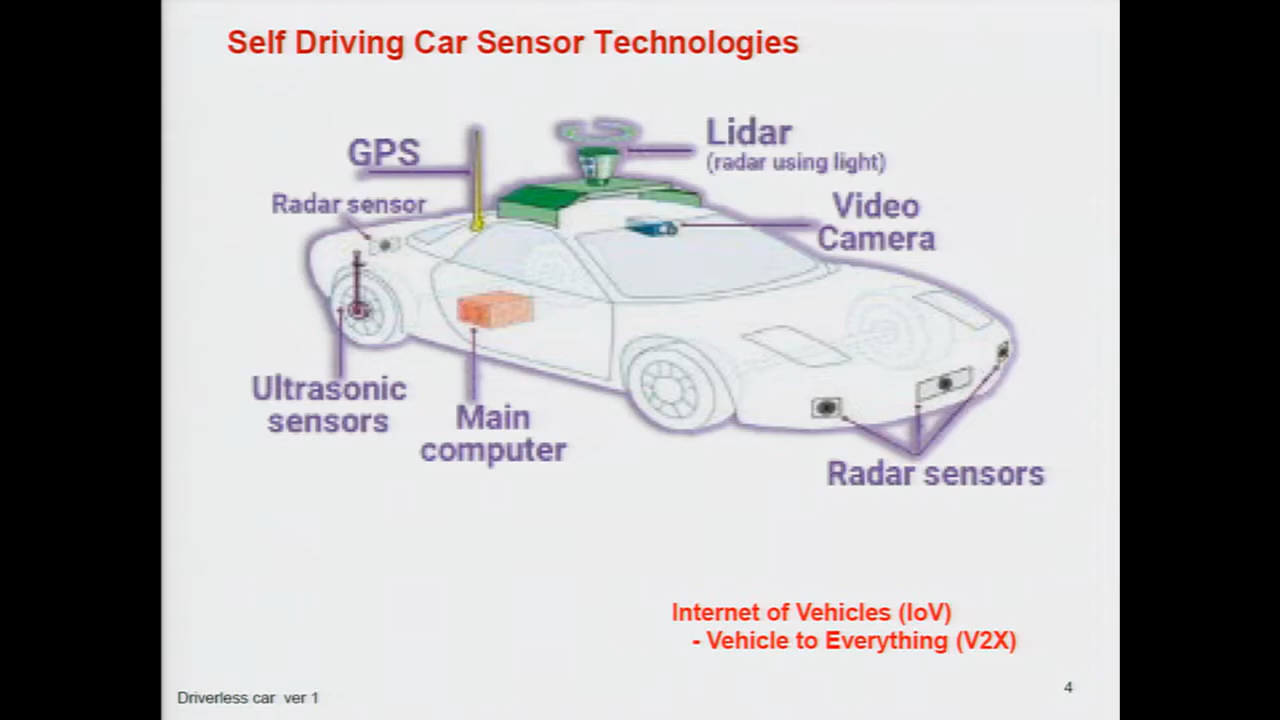 Self Driving Car Sensor Technologies
GPS
Lidar
(radar using light)
Radar sensor
Video
Camera
Ultrasonic
sensors
Main
computer
Radar sensors
Internet of Vehicles (IoV)
- Vehicle to Everything (V2X)
Driverless car ver 1
4